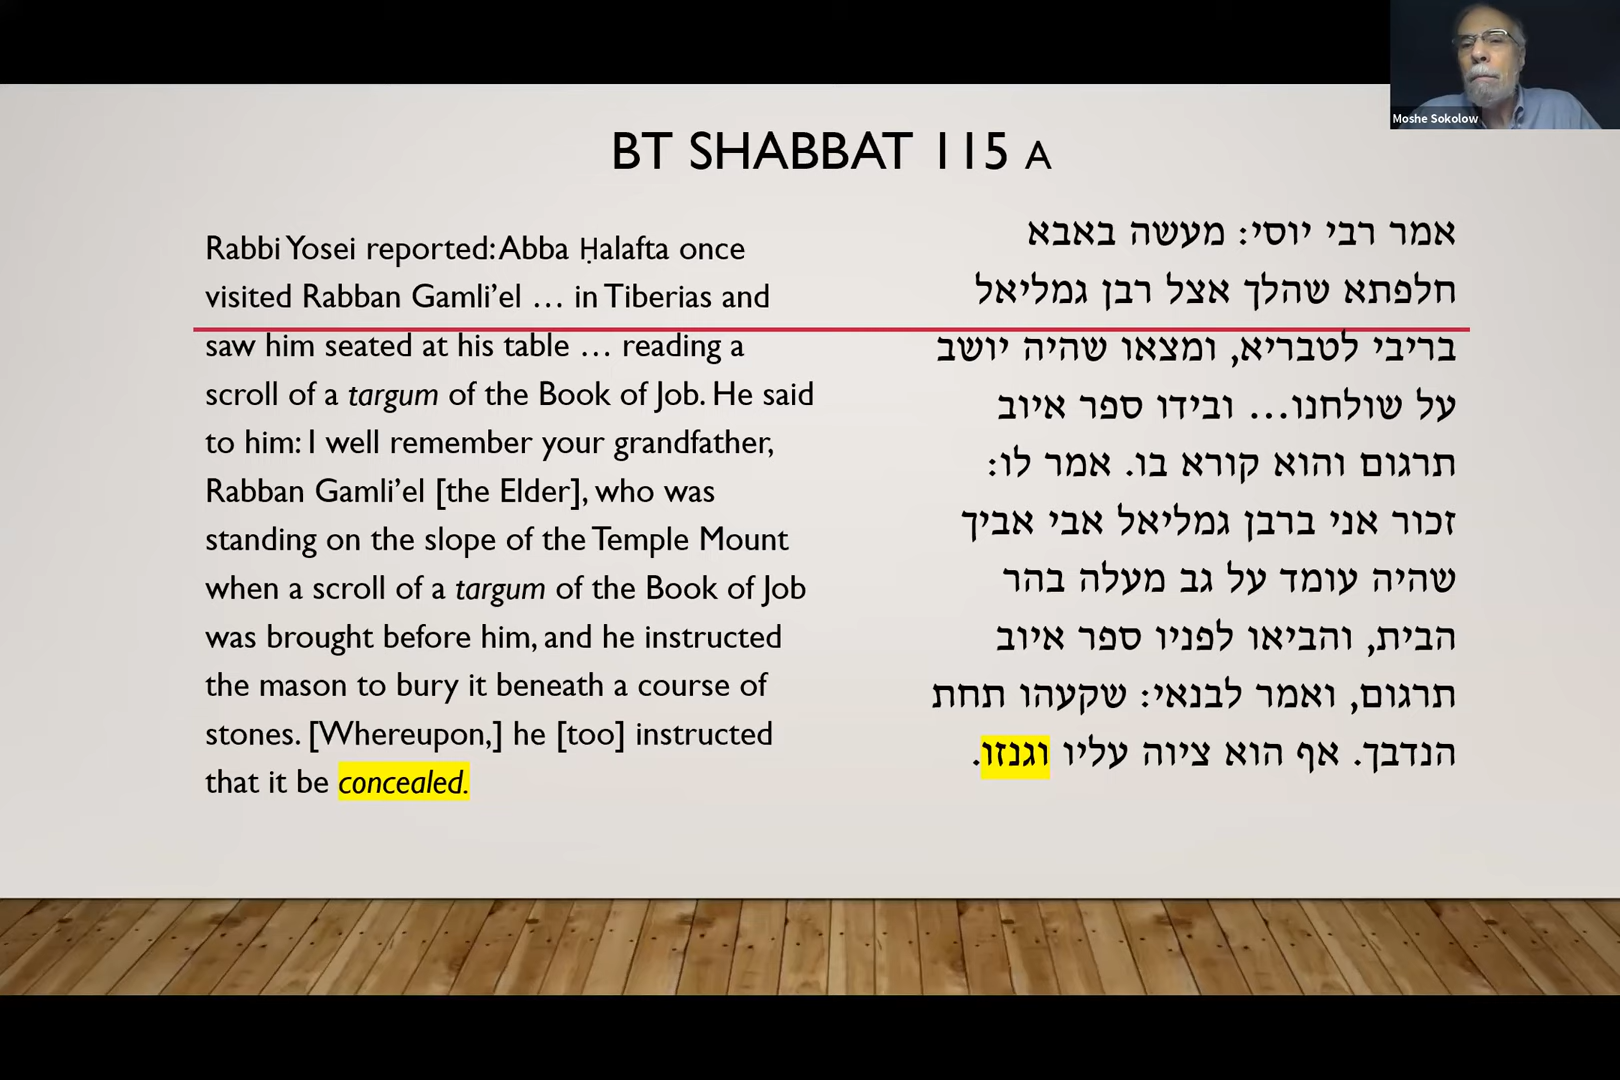 BT SHABBAT 115 A
Rabbi Yosei reported: Abba Ḥalafta once
visited Rabban Gamli’el … in Tiberias and
saw him seated at his table … reading a
scroll of a targum of the Book of Job. He said
to him: I well remember your grandfather,
Rabban Gamli’el [the Elder], who was
standing on the slope of the Temple Mount
when a scroll of a targum of the Book of Job
was brought before him, and he instructed
the mason to bury it beneath a course of
stones. [Whereupon,] he [too] instructed
that it be concealed.
אמר רבי יוסי: מעשה באבא
חלפתא שהלך אצל רבן גמליאל
בריבי לטבריא, ומצאו שהיה יושב
על שולחנו… ובידו ספר איוב
תרגום והוא קורא בו. אמר לו:
זכור אני ברבן גמליאל אבי אביך
שהיה עומד על גב מעלה בהר
הבית, והביאו לפניו ספר איוב
תרגום, ואמר לבנאי: שקעהו תחת
הנדבך. אף הוא ציוה עליו וגנזו.
Moshe Sokolow